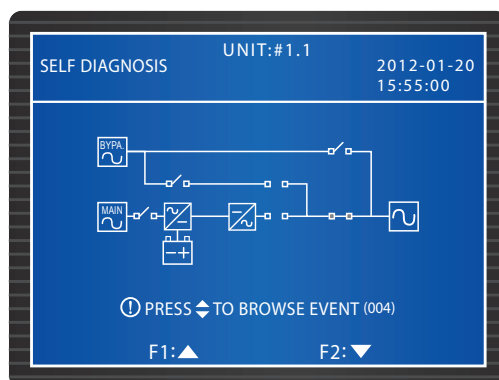 UNIT:#1.1
SELF DIAGNOSIS
2012-01-20
15:55:00
BYPA.
MAIN
PRESS TO BROWSE EVENT (004)
F1:
F2: